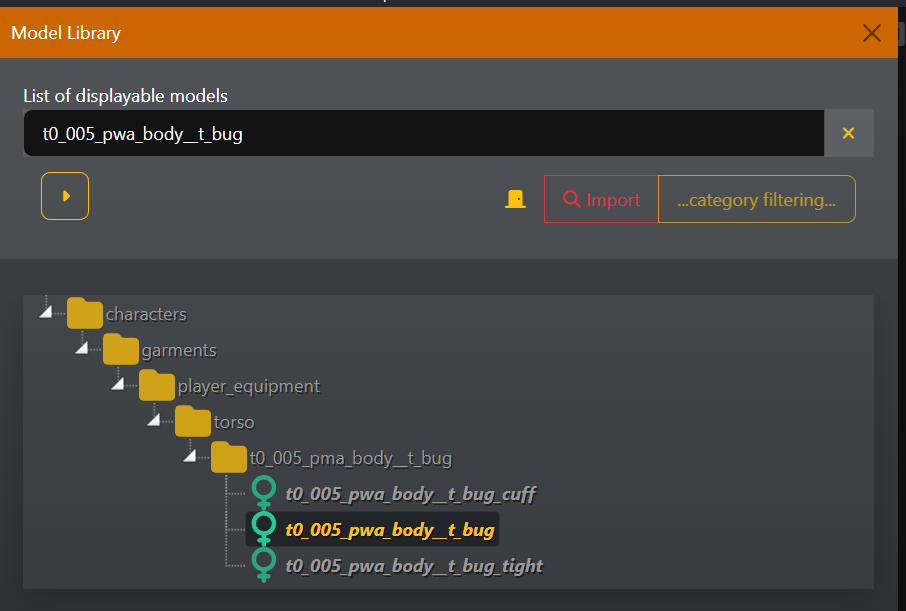 Model Library
List of displayable models
t0_005_pwa_body__t_bug
Import ...category filtering...
characters
garments
player_equipment
torso
t0_005_pma_body__t_bug
t0_005_pwa_body__t_bug_cuff
t0_005_pwa_body__t_bug
t0_005_pwa_body__t_bug_tight